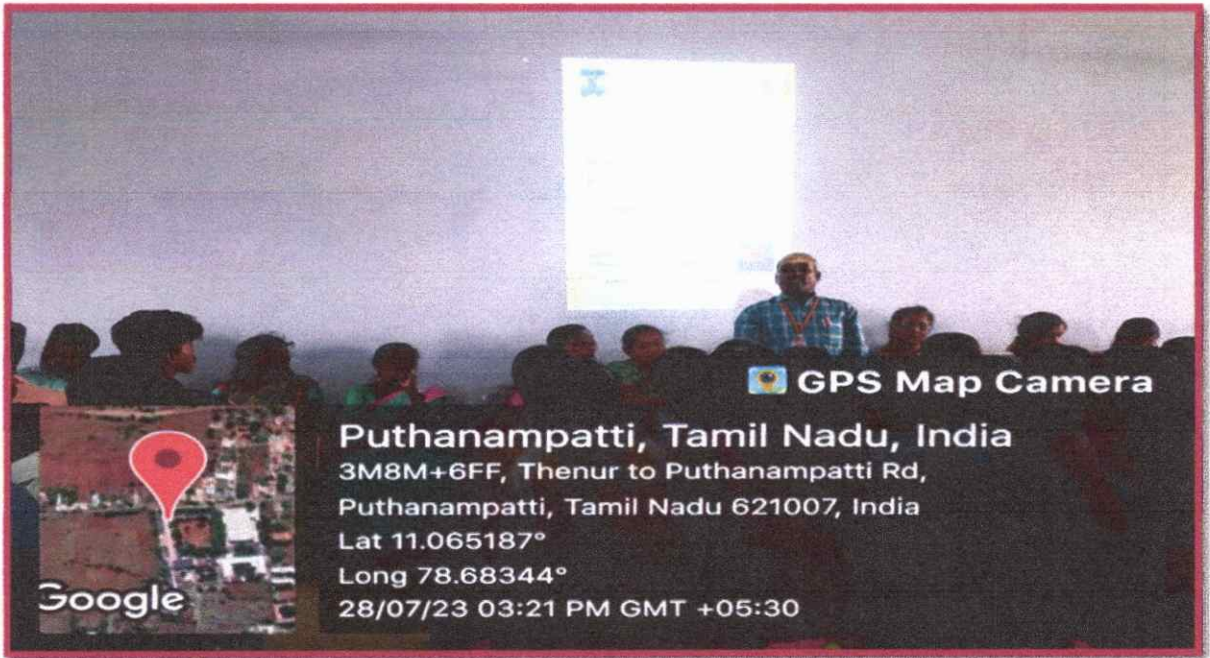 GPS Map Camera
Puthanampatti, Tamil Nadu, India
3M8M+6FF, Thenur to Puthanampatti Rd,
Puthanampatti, Tamil Nadu 621007, India
Lat 11.065187°
Long 78.68344°
28/07/23 03:21 PM GMT +05:30
Google